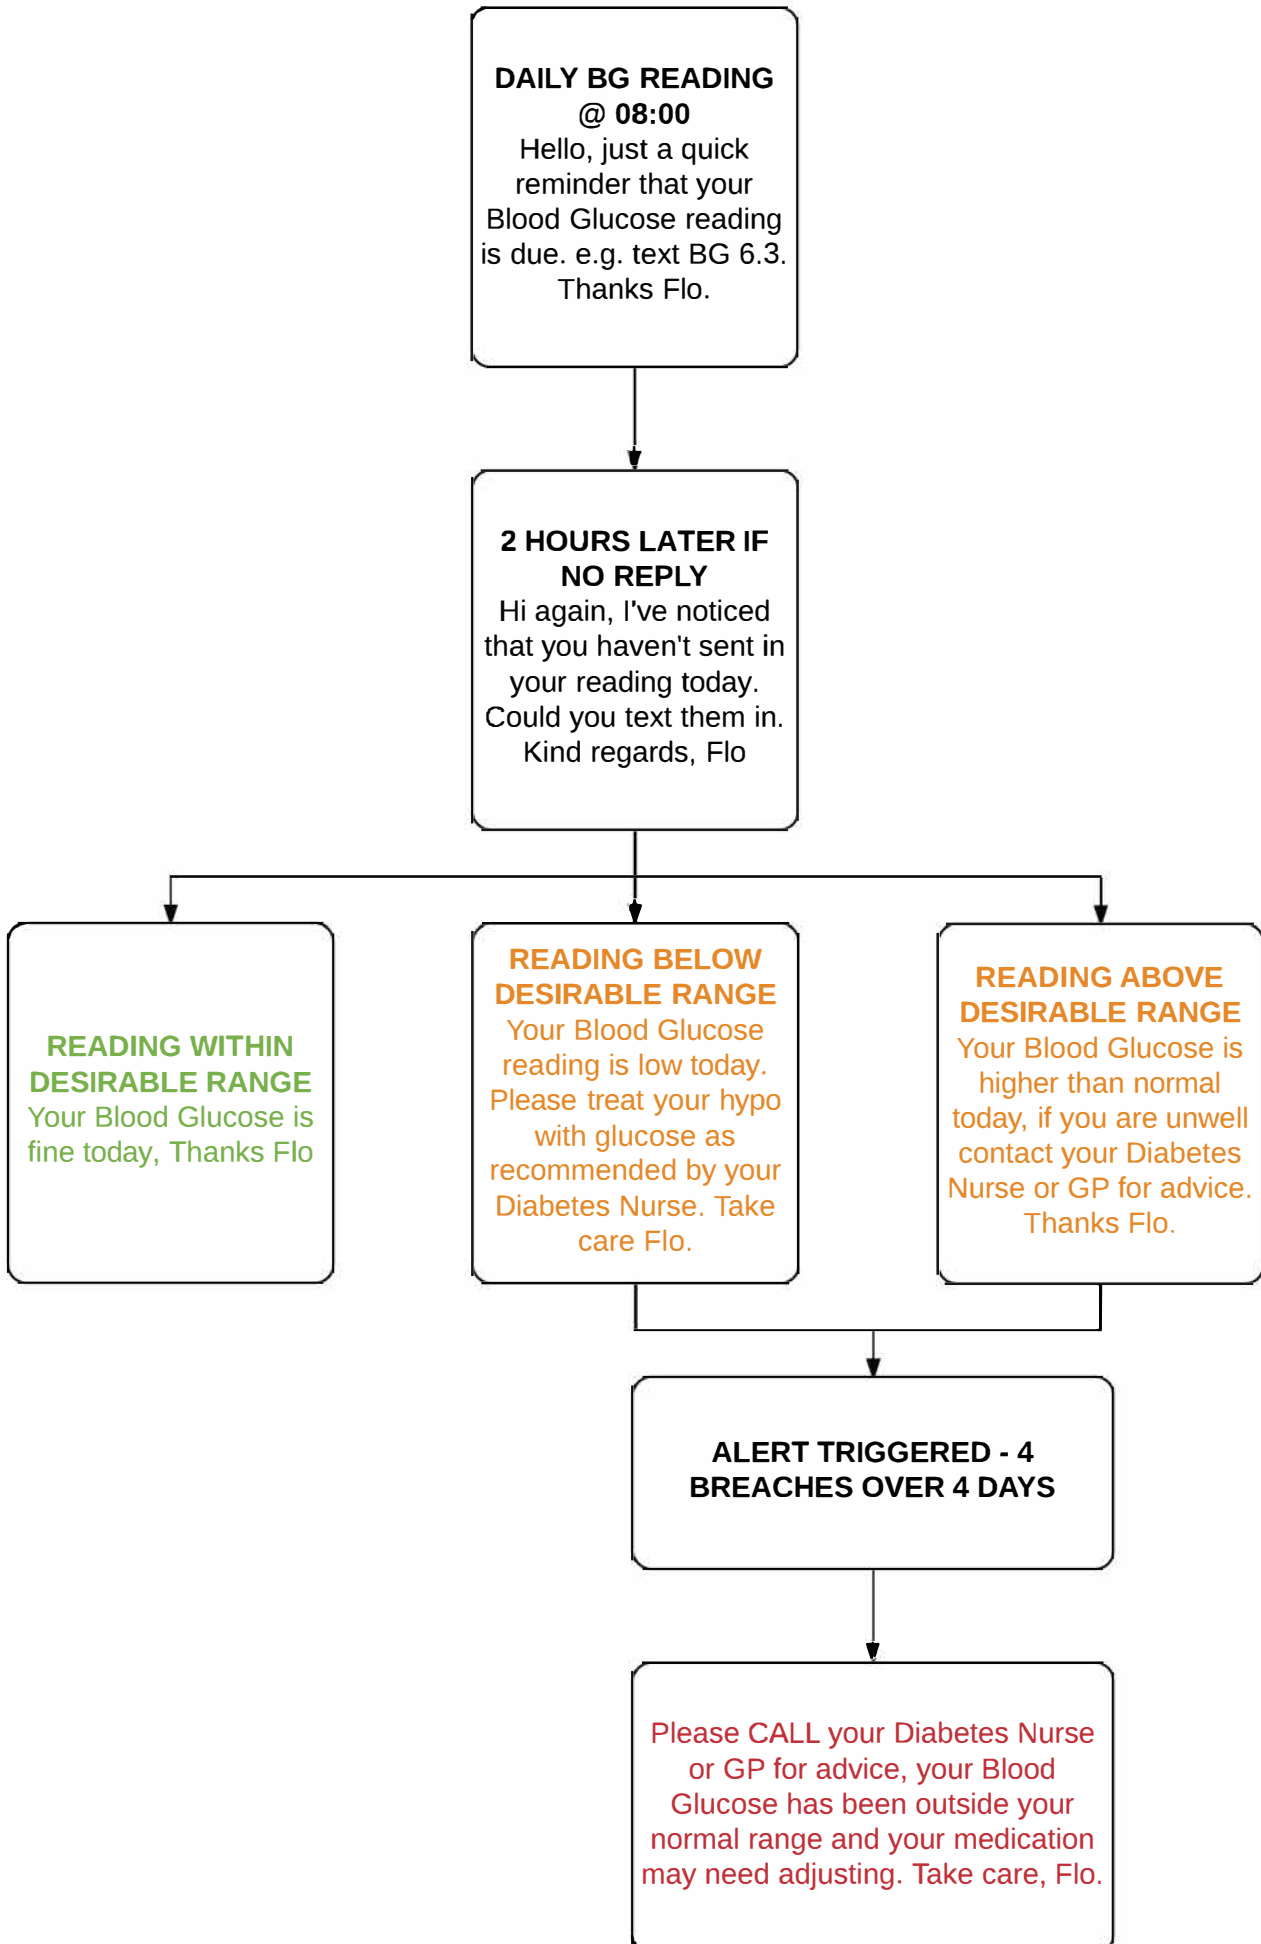 DAILY BG READING
@ 08:00
Hello, just a quick
reminder that your
Blood Glucose reading
is due. e.g. text BG 6.3.
Thanks Flo.
2 HOURS LATER IF
NO REPLY
Hi again, I've noticed
that you haven't sent in
your reading today.
Could you text them in.
Kind regards, Flo
READING WITHIN
DESIRABLE RANGE
Your Blood Glucose is
fine today, Thanks Flo
READING BELOW
DESIRABLE RANGE
Your Blood Glucose
reading is low today.
Please treat your hypo
with glucose as
recommended by your
Diabetes Nurse. Take
care Flo.
READING ABOVE
DESIRABLE RANGE
Your Blood Glucose is
higher than normal
today, if you are unwell
contact your Diabetes
Nurse or GP for advice.
Thanks Flo.
ALERT TRIGGERED - 4
BREACHES OVER 4 DAYS
Please CALL your Diabetes Nurse
or GP for advice, your Blood
Glucose has been outside your
normal range and your medication
may need adjusting. Take care, Flo.